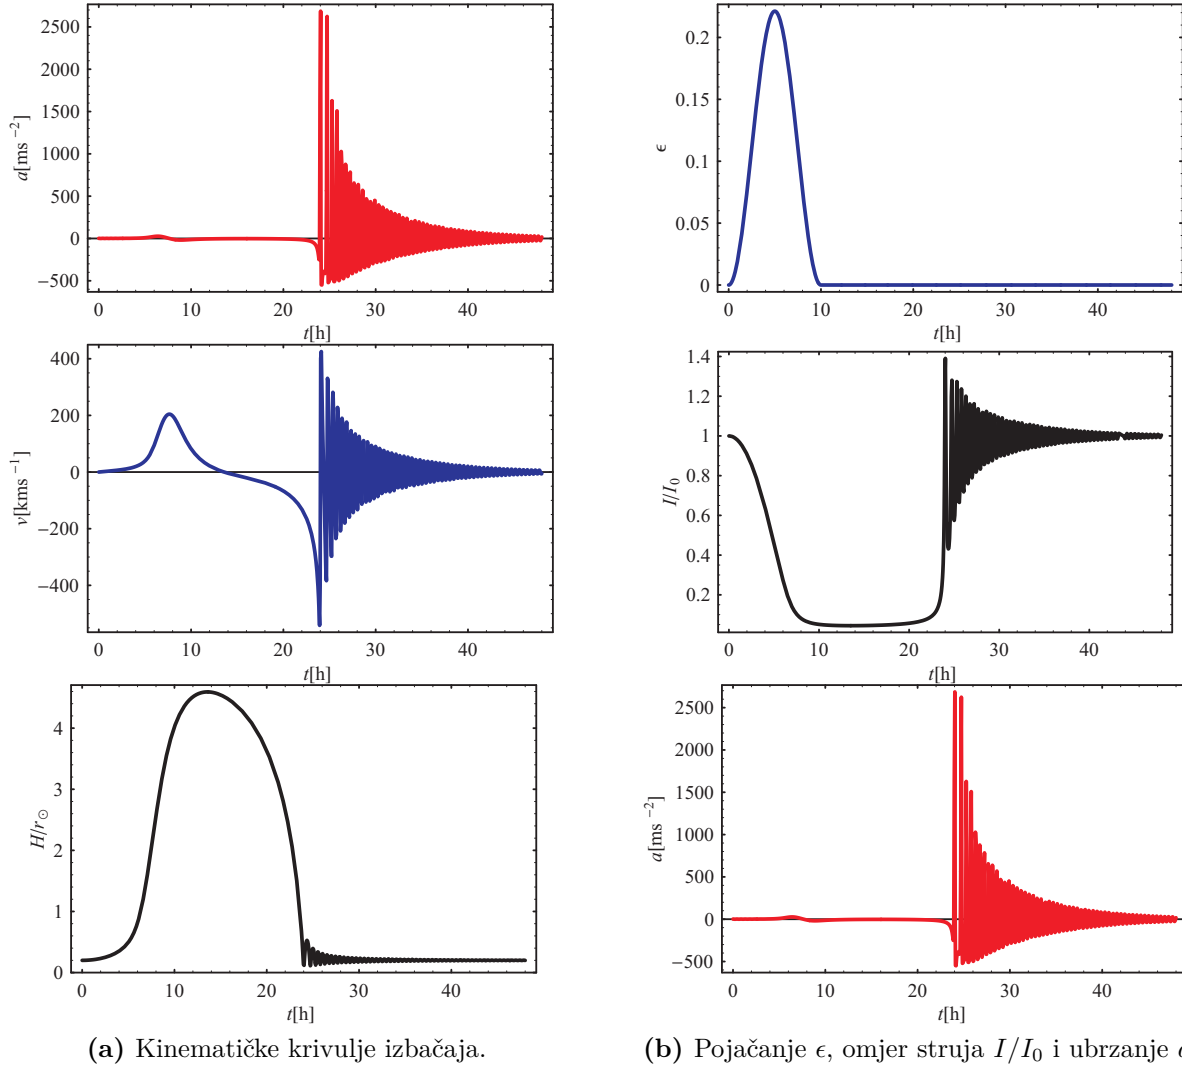 2500
2000
1500
1000
500
0
−500
a[ms −2]
0 10 20 30 40
t[h]
400
200
0
−200
−400
v[kms−1]
0 10 20 30 40
t[h]
4
3
2
1
0
H/r⊙
0 10 20 30 40
t[h]
(a) Kinematičke krivulje izbačaja.
0.2
0.15
0.1
0.05
0
ϵ
0 10 20 30 40
t[h]
1.4
1.2
1
0.8
0.6
0.4
0.2
I/I0
0 10 20 30 40
t[h]
2500
2000
1500
1000
500
0
−500
a[ms −2]
0 10 20 30 40
t[h]
(b) Pojačanje ϵ, omjer struja I/I0 i ubrzanje